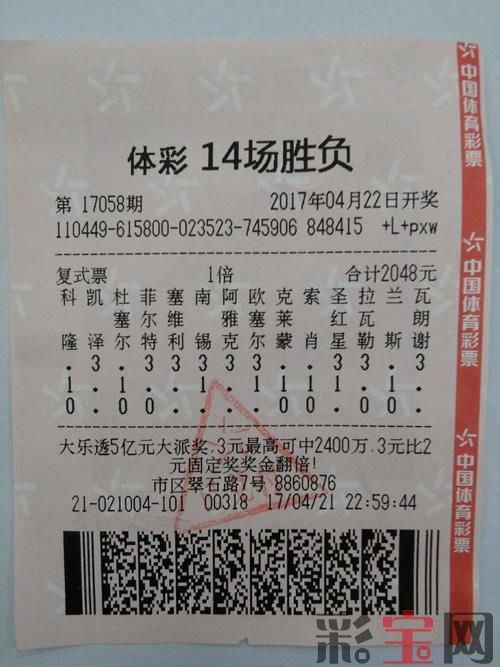 体彩 14场胜负
第 17058期 2017年04月22日开奖
110449-615800-023523-745906 848415 +L+pxw
复式票 1倍 合计2048元
科 凯 杜 菲 塞 南 阿 欧 克 索 圣 拉 兰 瓦
塞 尔 维 雅 塞 莱 红 瓦 朗
隆 泽 尔 特 利 锡 克 尔 蒙 肖 星 勒 斯 谢
. 3 . 3 3 3 3 3 3 . 3 3 . 3
1 . 1 . . . . . . 1 . . 1 .
0 0 0 0 . . . . 0 0 0 0 0 0
大乐透5亿元大派奖,3元最高可中2400万,3元比2
元固定奖奖金翻倍!
市区翠石路7号 8860876
21-021004-101 00318 17/04/21 22:59:44
中国体育彩票
中国体育彩票
中国体育彩票
彩宝网